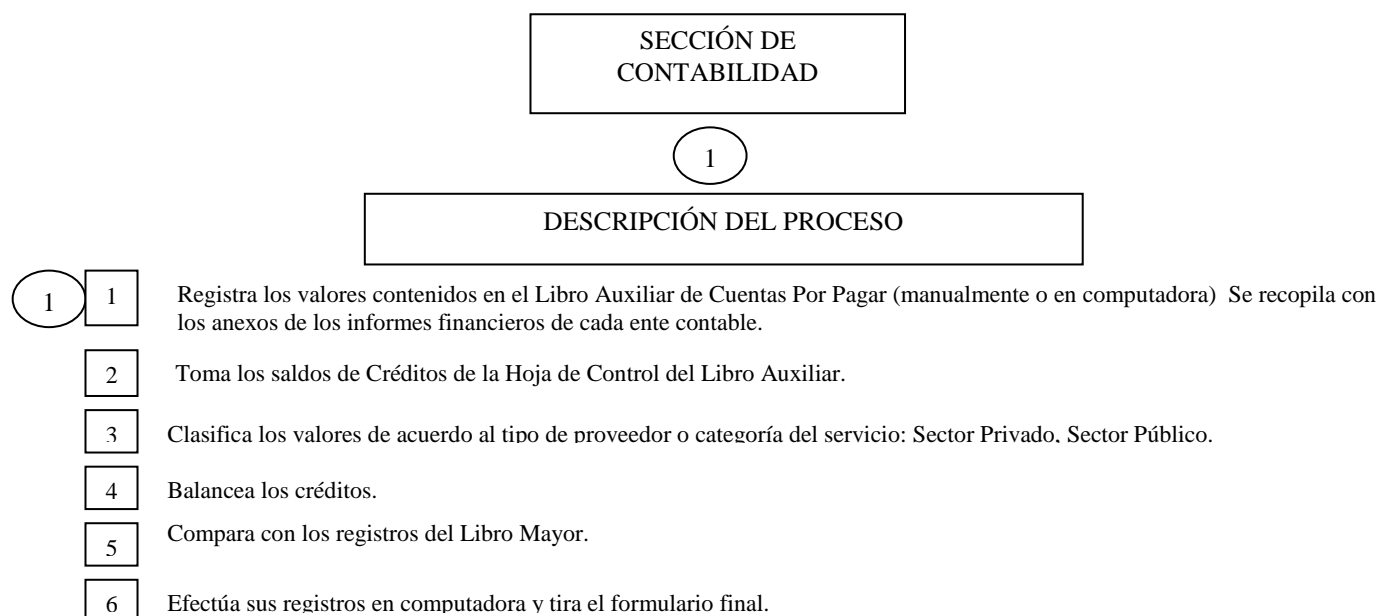 SECCIÓN DE
CONTABILIDAD
1
DESCRIPCIÓN DEL PROCESO
1 1 Registra los valores contenidos en el Libro Auxiliar de Cuentas Por Pagar (manualmente o en computadora) Se recopila con
los anexos de los informes financieros de cada ente contable.
2 Toma los saldos de Créditos de la Hoja de Control del Libro Auxiliar.
3 Clasifica los valores de acuerdo al tipo de proveedor o categoría del servicio: Sector Privado, Sector Público.
4 Balancea los créditos.
5 Compara con los registros del Libro Mayor.
6 Efectúa sus registros en computadora y tira el formulario final.